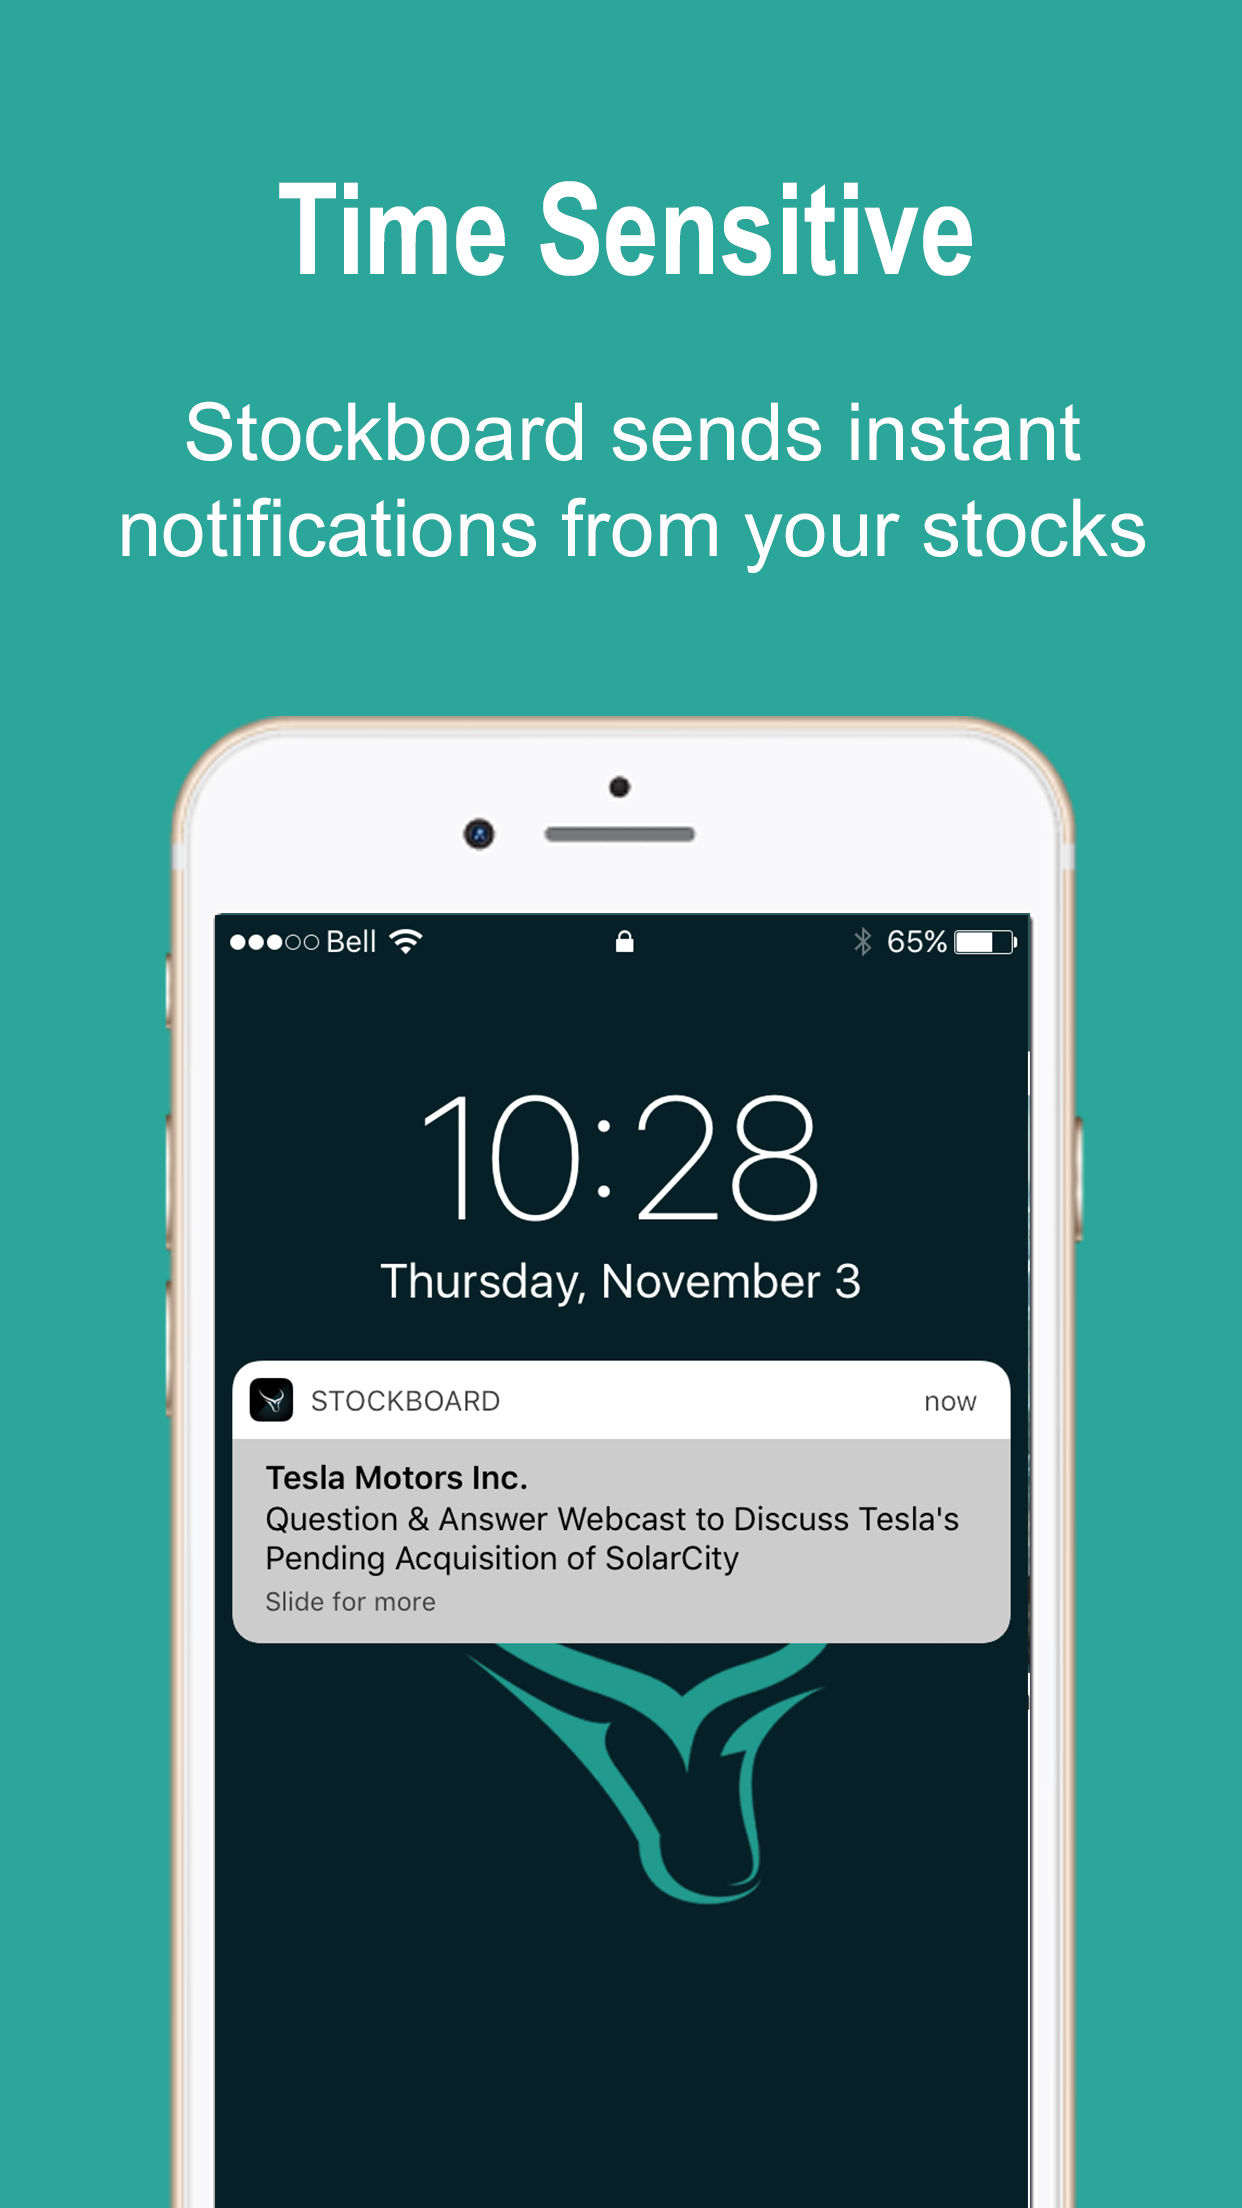 Time Sensitive
Stockboard sends instant
notifications from your stocks
Bell
65%
10:28
Thursday, November 3
STOCKBOARD now
Tesla Motors Inc.
Question & Answer Webcast to Discuss Tesla's
Pending Acquisition of SolarCity
Slide for more